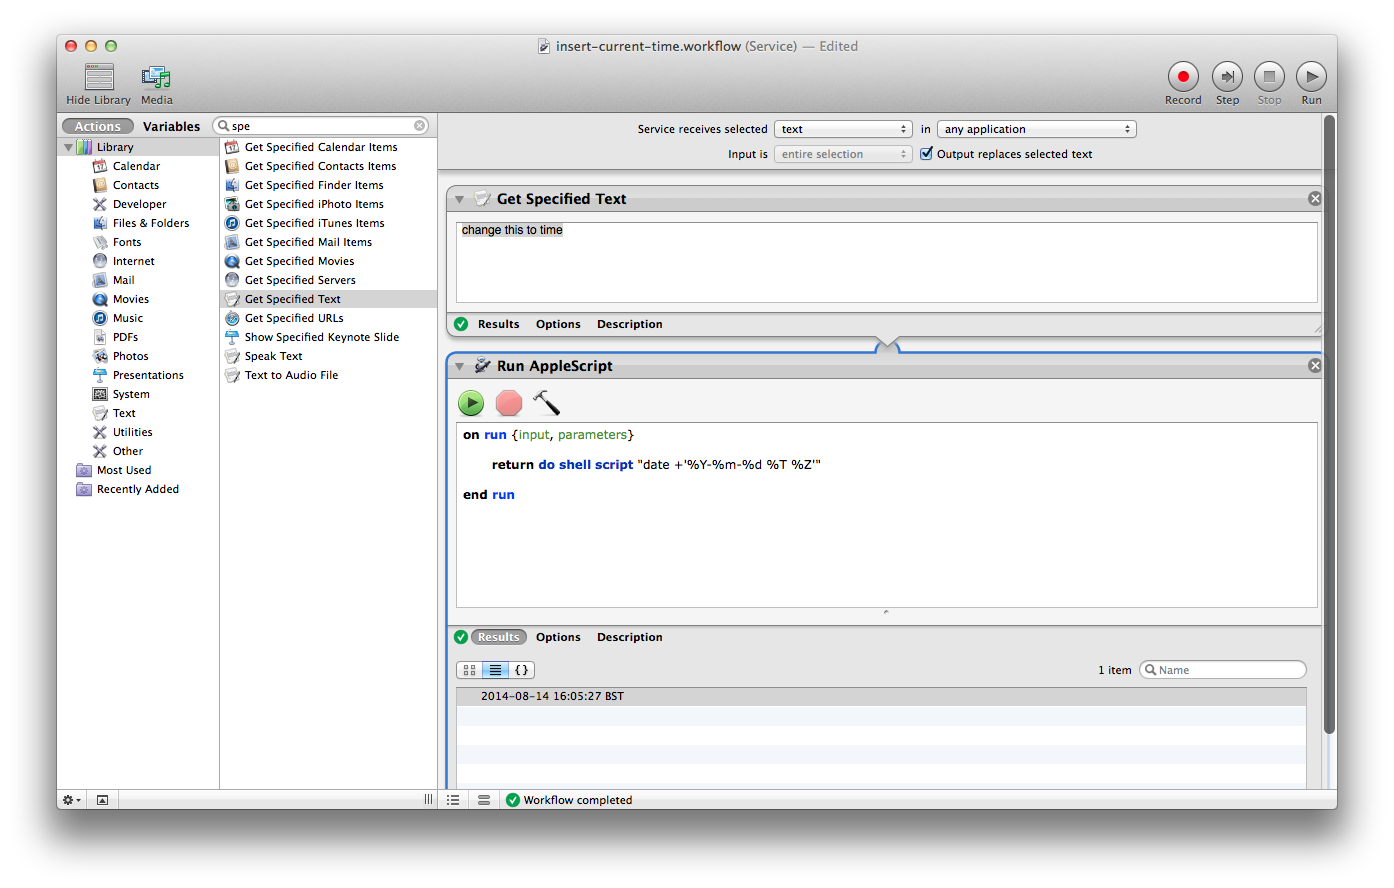 insert-current-time.workflow (Service) — Edited
Hide Library
Media
Record
Step
Stop
Run
Actions
Variables
spe
Library
Calendar
Contacts
Developer
Files & Folders
Fonts
Internet
Mail
Movies
Music
PDFs
Photos
Presentations
System
Text
Utilities
Other
Most Used
Recently Added
Get Specified Calendar Items
Get Specified Contacts Items
Get Specified Finder Items
Get Specified iPhoto Items
Get Specified iTunes Items
Get Specified Mail Items
Get Specified Movies
Get Specified Servers
Get Specified Text
Get Specified URLs
Show Specified Keynote Slide
Speak Text
Text to Audio File
Service receives selected text in any application
Input is entire selection Output replaces selected text
Get Specified Text
change this to time
Results Options Description
Run AppleScript
on run {input, parameters}
return do shell script "date +'%Y-%m-%d %T %Z'"
end run
Results Options Description
1 item
Name
2014-08-14 16:05:27 BST
Workflow completed